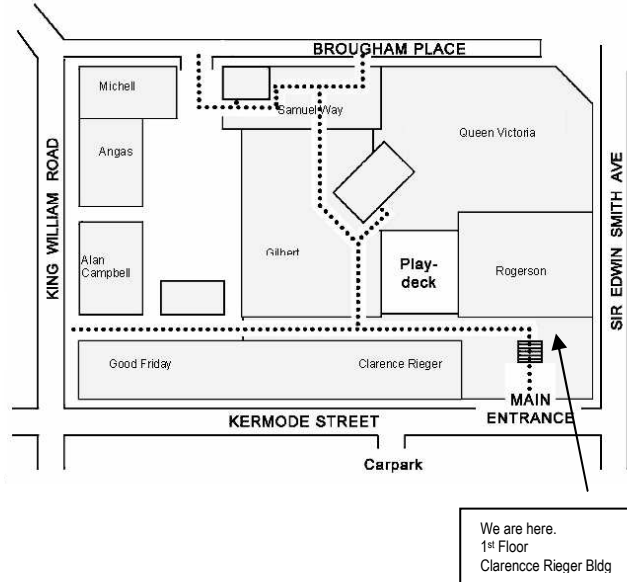 BROUGHAM PLACE
Michell
Samuel Way
Queen Victoria
Angas
KING WILLIAM ROAD
SIR EDWIN SMITH AVE
Gilbert
Alan
Campbell
Play-
deck
Rogerson
Good Friday
Clarence Rieger
MAIN
ENTRANCE
KERMODE STREET
Carpark
We are here.
1st Floor
Clarencce Rieger Bldg